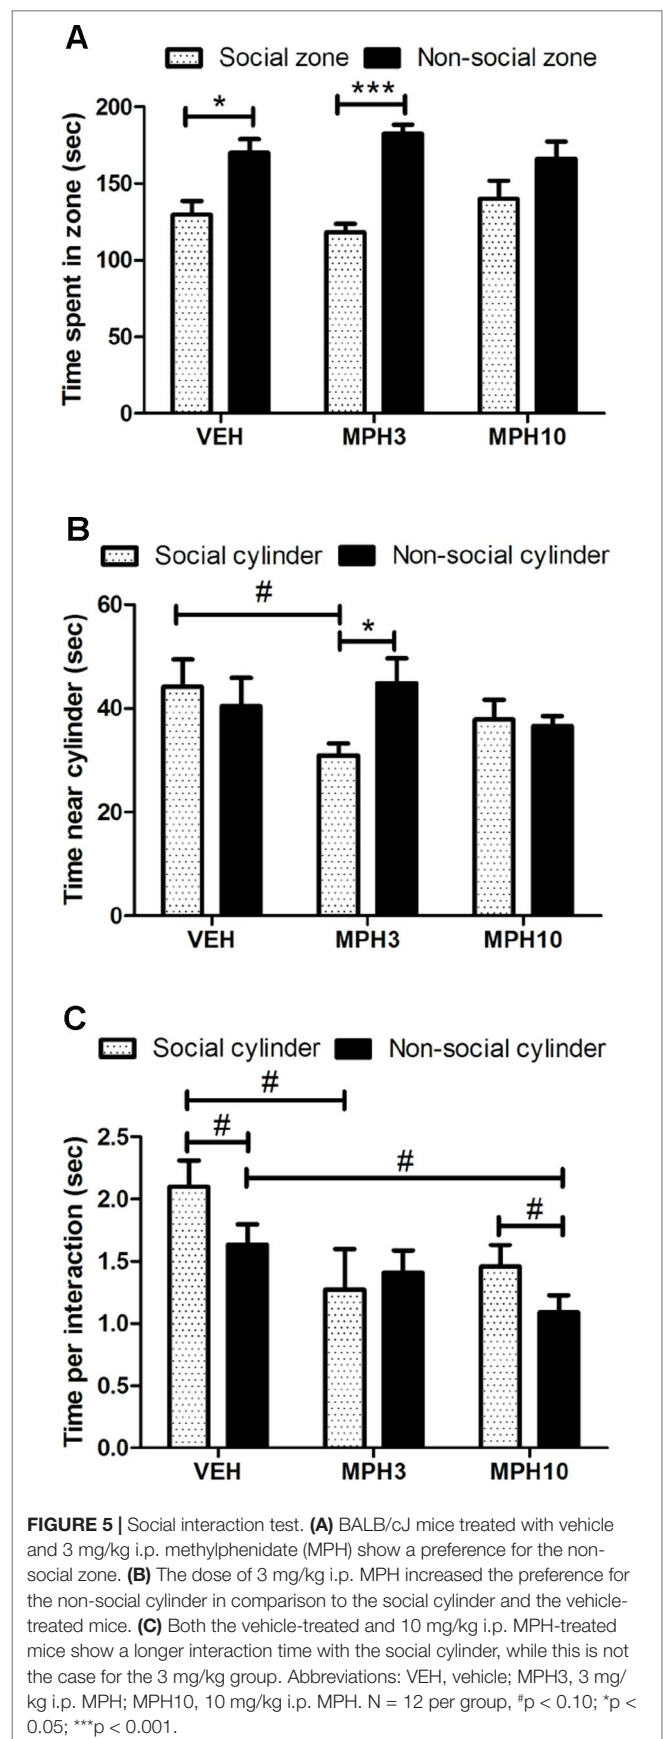 A
Social zone Non-social zone
* ***
Time spent in zone (sec)
200
150
100
50
0
VEH MPH3 MPH10
B
Social cylinder Non-social cylinder
#
*
Time near cylinder (sec)
60
40
20
0
VEH MPH3 MPH10
C
Social cylinder Non-social cylinder
#
#
#
#
Time per interaction (sec)
2.5
2.0
1.5
1.0
0.5
0.0
VEH MPH3 MPH10
FIGURE 5 | Social interaction test. (A) BALB/cJ mice treated with vehicle
and 3 mg/kg i.p. methylphenidate (MPH) show a preference for the non-
social zone. (B) The dose of 3 mg/kg i.p. MPH increased the preference for
the non-social cylinder in comparison to the social cylinder and the vehicle-
treated mice. (C) Both the vehicle-treated and 10 mg/kg i.p. MPH-treated
mice show a longer interaction time with the social cylinder, while this is not
the case for the 3 mg/kg group. Abbreviations: VEH, vehicle; MPH3, 3 mg/
kg i.p. MPH; MPH10, 10 mg/kg i.p. MPH. N = 12 per group, #p < 0.10; *p <
0.05; ***p < 0.001.